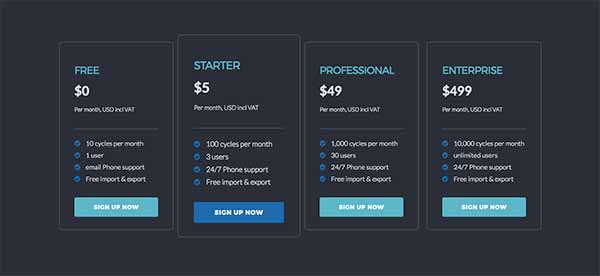 FREE
$0
Per month, USD incl VAT
10 cycles per month
1 user
email Phone support
Free import & export
SIGN UP NOW
STARTER
$5
Per month, USD incl VAT
100 cycles per month
3 users
24/7 Phone support
Free import & export
SIGN UP NOW
PROFESSIONAL
$49
Per month, USD incl VAT
1,000 cycles per month
30 users
24/7 Phone support
Free import & export
SIGN UP NOW
ENTERPRISE
$499
Per month, USD incl VAT
10,000 cycles per month
unlimited users
24/7 Phone support
Free import & export
SIGN UP NOW